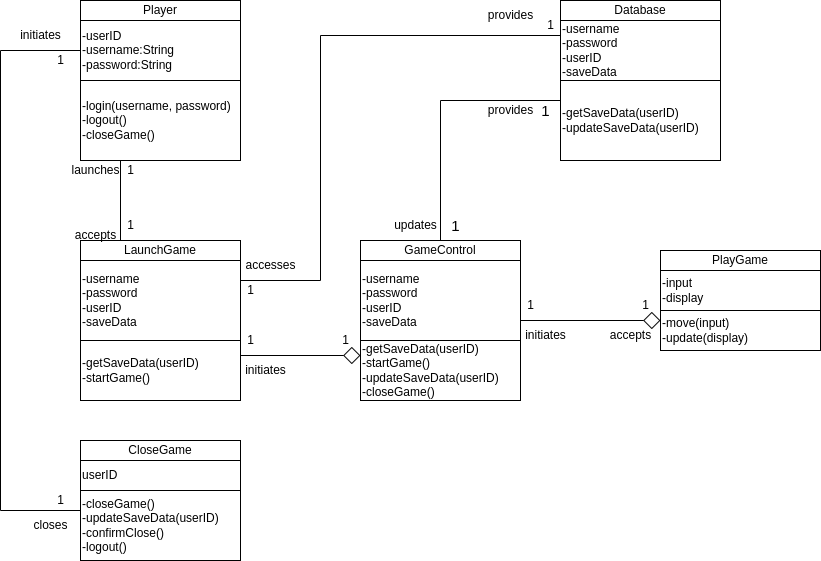 Player
-userID
-username:String
-password:String
-login(username, password)
-logout()
-closeGame()
initiates
1
launches
1
1
accepts
provides
1
Database
-username
-password
-userID
-saveData
-getSaveData(userID)
-updateSaveData(userID)
provides
1
updates
1
LaunchGame
-username
-password
-userID
-saveData
-getSaveData(userID)
-startGame()
accesses
1
1
1
initiates
GameControl
-username
-password
-userID
-saveData
-getSaveData(userID)
-startGame()
-updateSaveData(userID)
-closeGame()
1
1
initiates
accepts
PlayGame
-input
-display
-move(input)
-update(display)
CloseGame
userID
-closeGame()
-updateSaveData(userID)
-confirmClose()
-logout()
1
closes